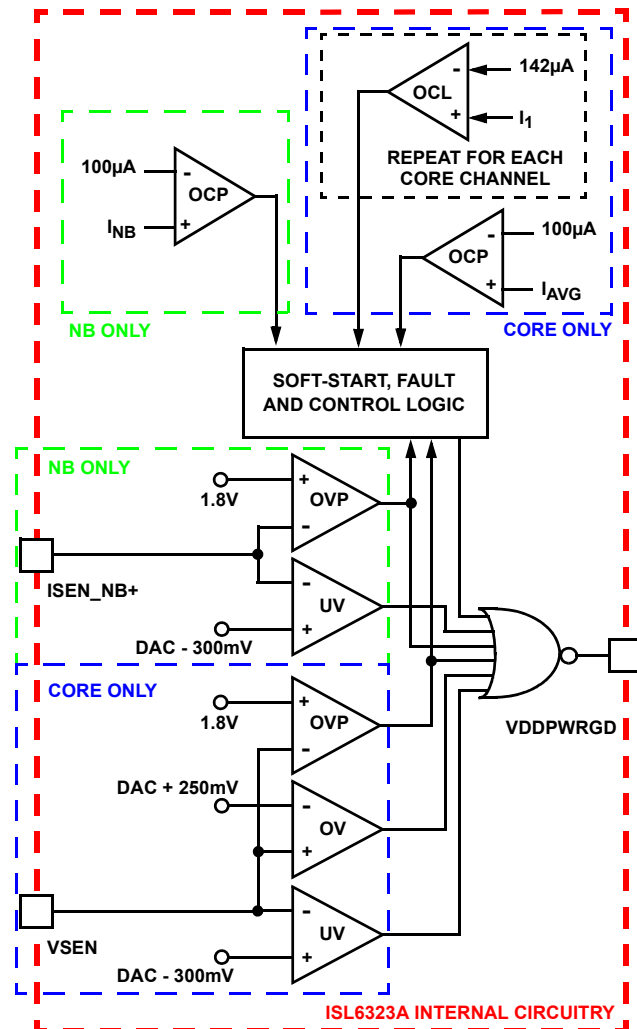 -
142μA
OCL
+
I1
REPEAT FOR EACH
CORE CHANNEL
100μA
-
OCP
INB
+
-
100μA
OCP
+
IAVG
NB ONLY
CORE ONLY
SOFT-START, FAULT
AND CONTROL LOGIC
NB ONLY
+
1.8V
OVP
-
ISEN_NB+
-
UV
DAC - 300mV
+
CORE ONLY
+
1.8V
OVP
-
VDDPWRGD
DAC + 250mV
-
OV
+
-
VSEN
UV
+
DAC - 300mV
ISL6323A INTERNAL CIRCUITRY